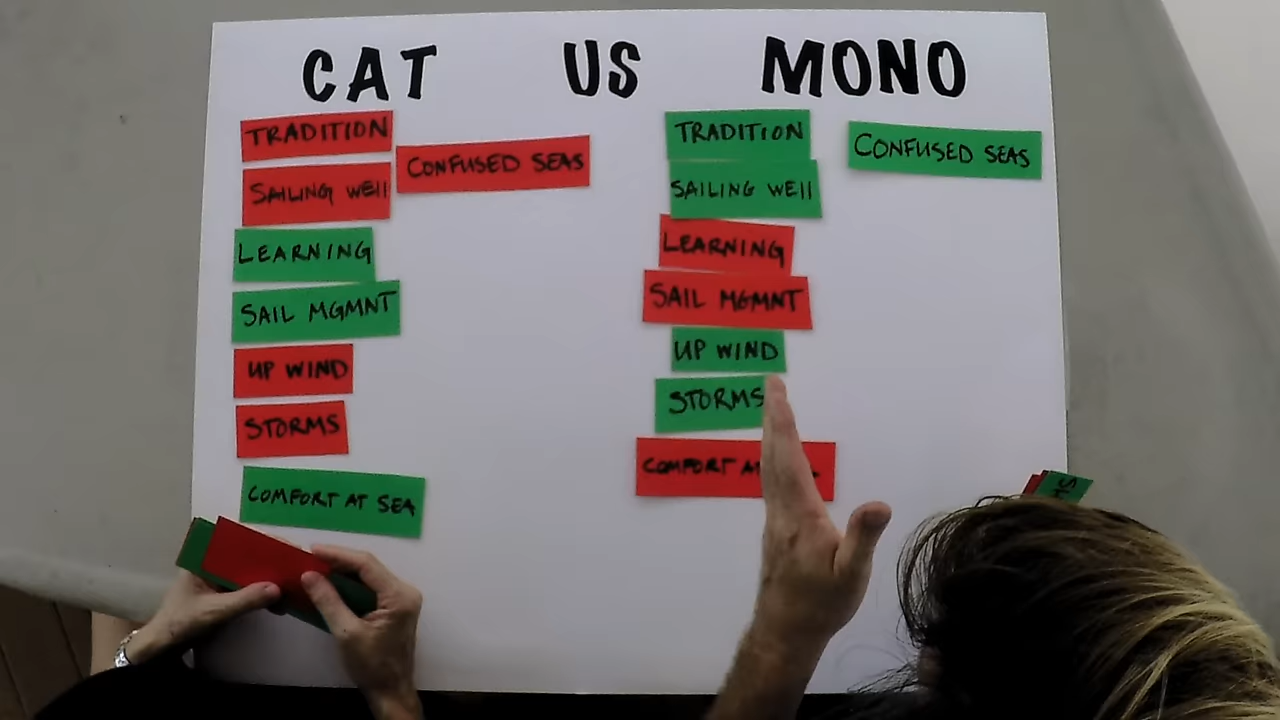 CAT US MONO
TRADITION
CONFUSED SEAS
SAILING WEll
LEARNING
SAIL MGMNT
UP WIND
STORMS
COMFORT AT SEA
TRADITION
CONFUSED SEAS
SAILING WEll
LEARNING
SAIL MGMNT
UP WIND
STORMS
COMFORT